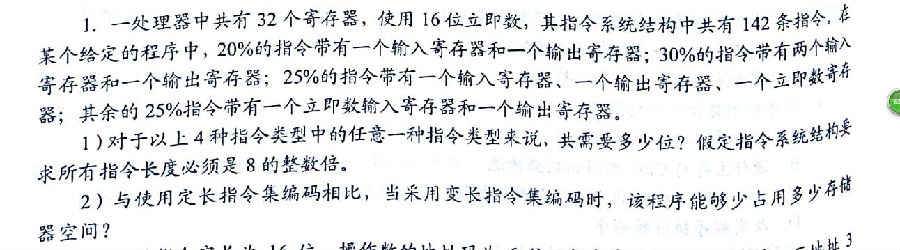 1. 一处理器中共有 32 个寄存器，使用 16 位立即数，其指令系统结构中共有 142 条指令。在
某个给定的程序中，20%的指令带有一个输入寄存器和一个输出寄存器；30%的指令带有两个输入
寄存器和一个输出寄存器；25%的指令带有一个输入寄存器、一个输出寄存器、一个立即数寄存
器；其余的 25%指令带有一个立即数输入寄存器和一个输出寄存器。
1）对于以上 4 种指令类型中的任意一种指令类型来说，共需要多少位？假定指令系统结构要
求所有指令长度必须是 8 的整数倍。
2）与使用定长指令集编码相比，当采用变长指令集编码时，该程序能够少占用多少存储
器空间？